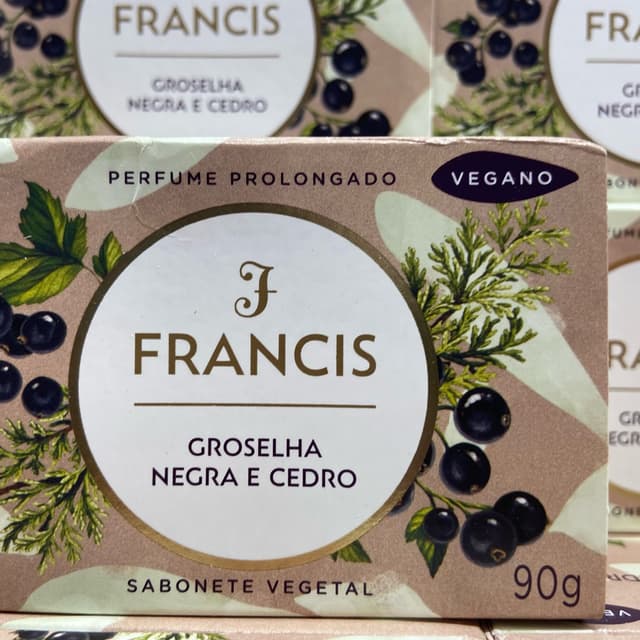 FRANCIS
GROSELHA
NEGRA E CEDRO
FRANCIS
PERFUME PROLONGADO
VEGANO
FRANCIS
GROSELHA
NEGRA E CEDRO
SABONETE VEGETAL
90g